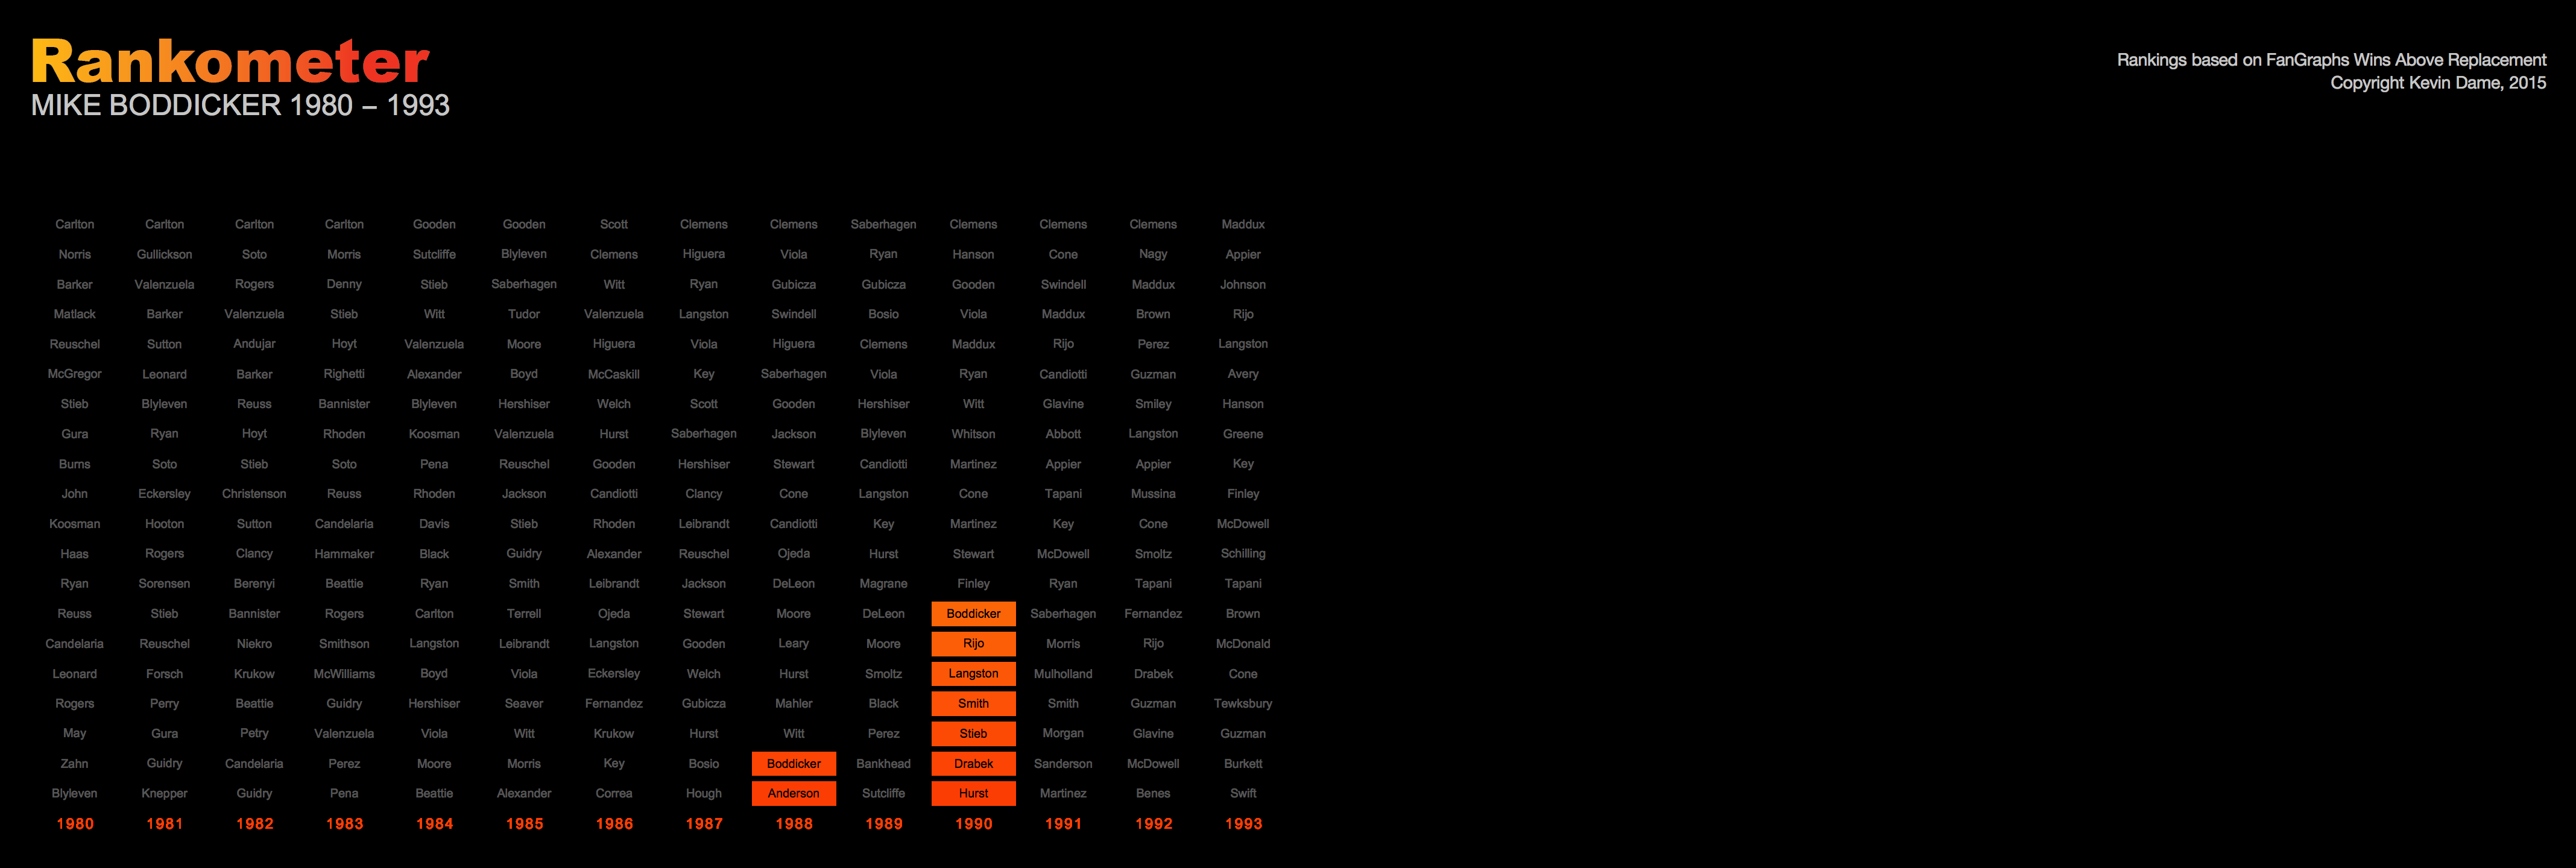 Rankometer
MIKE BODDICKER 1980 – 1993
Rankings based on FanGraphs Wins Above Replacement
Copyright Kevin Dame, 2015
Carlton Carlton Carlton Carlton Gooden Gooden Scott Clemens Clemens Saberhagen Clemens Clemens Clemens Maddux
Norris Gullickson Soto Morris Sutcliffe Blyleven Clemens Higuera Viola Ryan Hanson Cone Nagy Appier
Barker Valenzuela Rogers Denny Stieb Saberhagen Witt Ryan Gubicza Gubicza Gooden Swindell Maddux Johnson
Matlack Barker Valenzuela Stieb Witt Tudor Valenzuela Langston Swindell Bosio Viola Maddux Brown Rijo
Reuschel Sutton Andujar Hoyt Valenzuela Moore Higuera Viola Higuera Clemens Maddux Rijo Perez Langston
McGregor Leonard Barker Righetti Alexander Boyd McCaskill Key Saberhagen Viola Ryan Candiotti Guzman Avery
Stieb Blyleven Reuss Bannister Blyleven Hershiser Welch Scott Gooden Hershiser Witt Glavine Smiley Hanson
Gura Ryan Hoyt Rhoden Koosman Valenzuela Hurst Saberhagen Jackson Blyleven Whitson Abbott Langston Greene
Burns Soto Stieb Soto Pena Reuschel Gooden Hershiser Stewart Candiotti Martinez Appier Appier Key
John Eckersley Christenson Reuss Rhoden Jackson Candiotti Clancy Cone Langston Cone Tapani Mussina Finley
Koosman Hooton Sutton Candelaria Davis Stieb Rhoden Leibrandt Candiotti Key Martinez Key Cone McDowell
Haas Rogers Clancy Hammaker Black Guidry Alexander Reuschel Ojeda Hurst Stewart McDowell Smoltz Schilling
Ryan Sorensen Berenyi Beattie Ryan Smith Leibrandt Jackson DeLeon Magrane Finley Ryan Tapani Tapani
Reuss Stieb Bannister Rogers Carlton Terrell Ojeda Stewart Moore DeLeon Boddicker Saberhagen Fernandez Brown
Candelaria Reuschel Niekro Smithson Langston Leibrandt Langston Gooden Leary Moore Rijo Morris Rijo McDonald
Leonard Forsch Krukow McWilliams Boyd Viola Eckersley Welch Hurst Smoltz Langston Mulholland Drabek Cone
Rogers Perry Beattie Guidry Hershiser Seaver Fernandez Gubicza Mahler Black Smith Smith Guzman Tewksbury
May Gura Petry Valenzuela Viola Witt Krukow Hurst Witt Perez Stieb Morgan Glavine Guzman
Zahn Guidry Candelaria Perez Moore Morris Key Bosio Boddicker Bankhead Drabek Sanderson McDowell Burkett
Blyleven Knepper Guidry Pena Beattie Alexander Correa Hough Anderson Sutcliffe Hurst Martinez Benes Swift
1980 1981 1982 1983 1984 1985 1986 1987 1988 1989 1990 1991 1992 1993